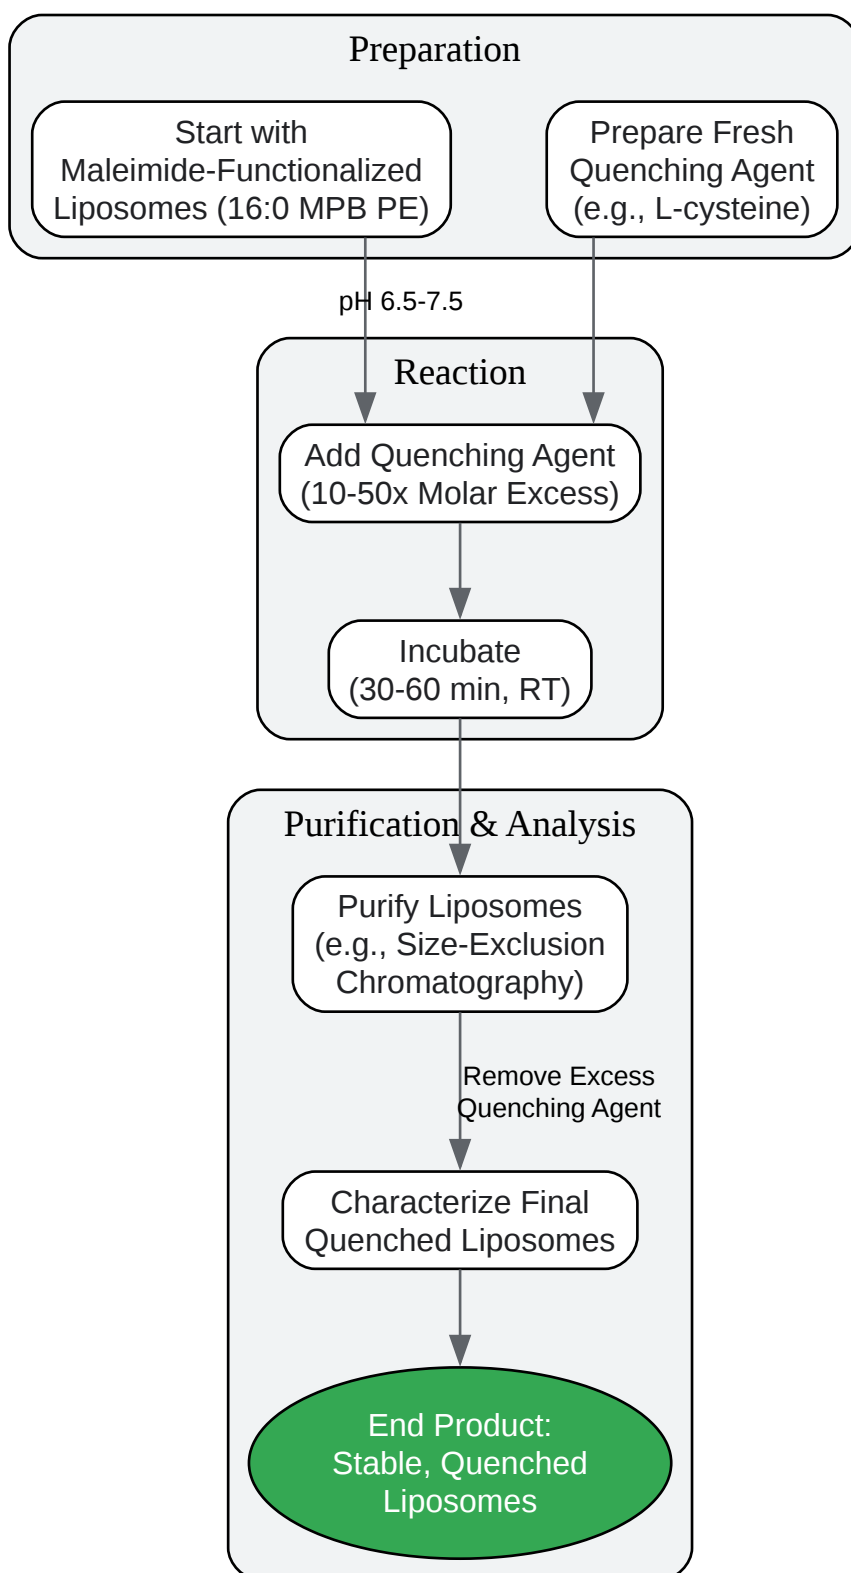 Preparation
Start with
Maleimide-Functionalized
Liposomes (16:0 MPB PE)
Prepare Fresh
Quenching Agent
(e.g., L-cysteine)
pH 6.5-7.5
Reaction
Add Quenching Agent
(10-50x Molar Excess)
Incubate
(30-60 min, RT)
Purification & Analysis
Purify Liposomes
(e.g., Size-Exclusion
Chromatography)
Remove Excess
Quenching Agent
Characterize Final
Quenched Liposomes
End Product:
Stable, Quenched
Liposomes